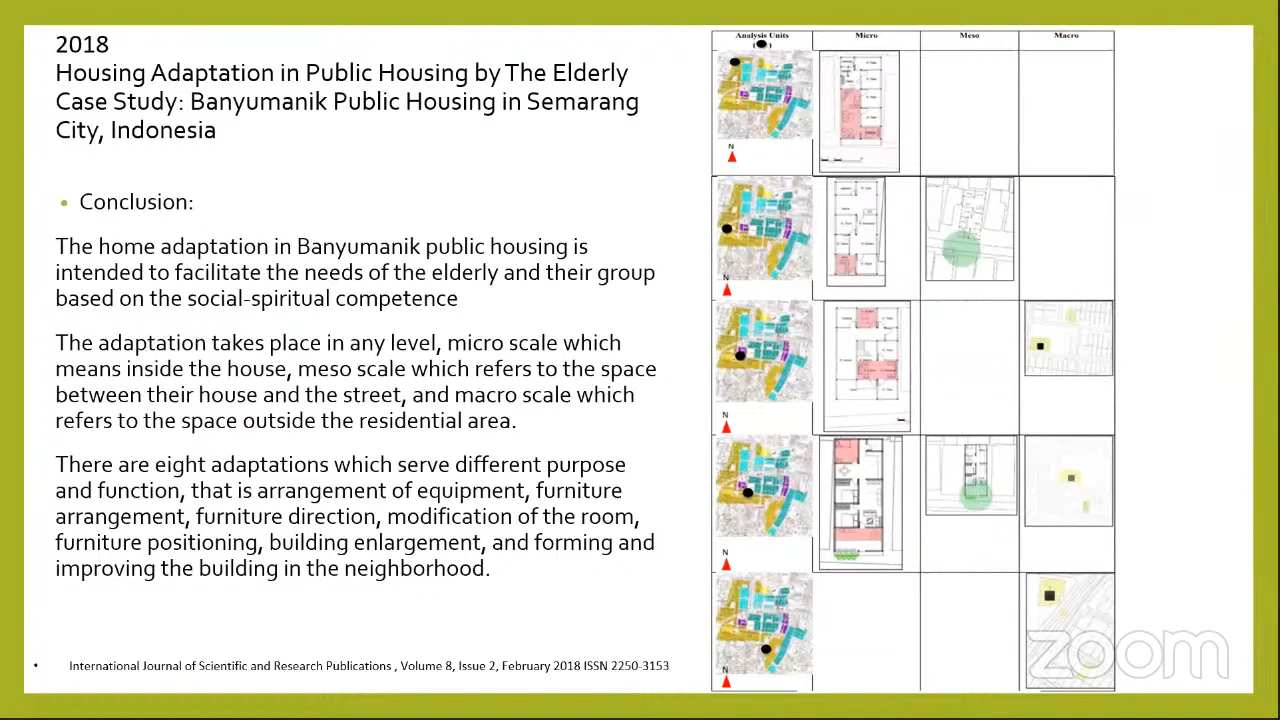 2018
HousingAdaptation in Public Housing by The Elderly
Case Study: Banyumanik Public Housing in Semarang
City, Indonesia
• Conclusion:
The home adaptation in Banyumanik public housing is
intended to facilitate the needs of the elderly and their group
based on the social-spiritual competence
The adaptation takes place in any level, micro scale which
means inside the house, meso scale which refers to the space
between their house and the street, and macro scale which
refers to the space outside the residential area.
There are eight adaptations which serve different purpose
and function, that is arrangement of equipment, furniture
arrangement, furniture direction, modification of the room,
furniture positioning, building enlargement, and forming and
improving the building in the neighborhood.
• International Journal of Scientific and Research Publications , Volume 8, Issue 2, February 2018 ISSN 2250-3153
Analysis Units Micro Meso Macro
N
N
N
N
N
zoom